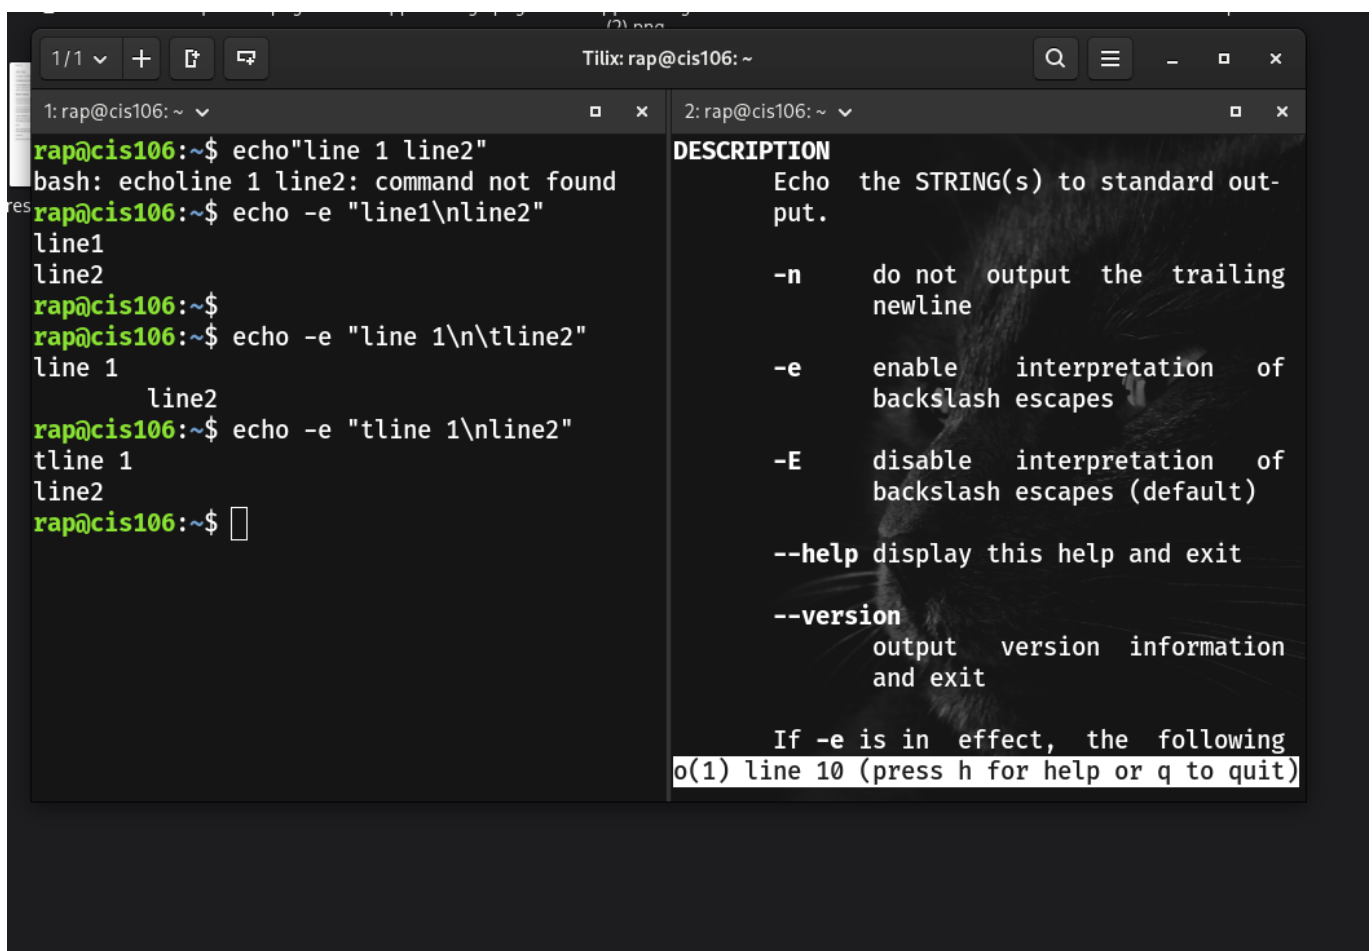 (2) png
1/1
Tilix: rap@cis106: ~
1: rap@cis106: ~
rap@cis106:~$ echo"line 1 line2"
bash: echoline 1 line2: command not found
rap@cis106:~$ echo -e "line1\nline2"
line1
line2
rap@cis106:~$
rap@cis106:~$ echo -e "line 1\n\tline2"
line 1
line2
rap@cis106:~$ echo -e "tline 1\nline2"
tline 1
line2
rap@cis106:~$
2: rap@cis106: ~
DESCRIPTION
Echo the STRING(s) to standard out-
put.
-n do not output the trailing
newline
-e enable interpretation of
backslash escapes
-E disable interpretation of
backslash escapes (default)
--help display this help and exit
--version
output version information
and exit
If -e is in effect, the following
o(1) line 10 (press h for help or q to quit)
res